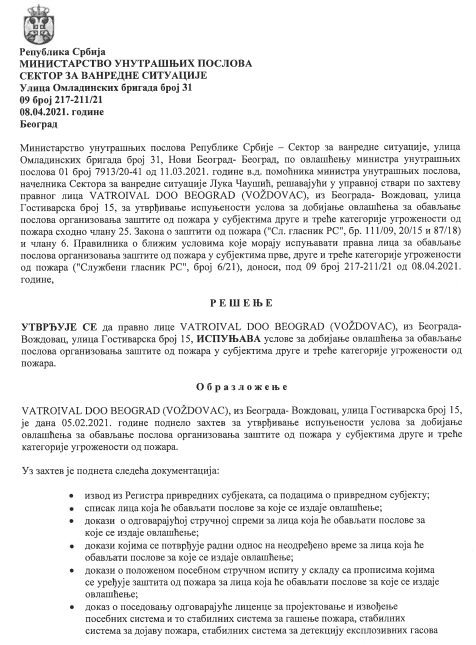 Република Србија
МИНИСТАРСТВО УНУТРАШЊИХ ПОСЛОВА
СЕКТОР ЗА ВАНРЕДНЕ СИТУАЦИЈЕ
Улица Омладинских бригада број 31
09 број 217-211/21
08.04.2021. године
Београд
Министарство унутрашњих послова Републике Србије – Сектор за ванредне ситуације, улица
Омладинских бригада број 31, Нови Београд- Београд, по овлашћењу министра унутрашњих
послова 01 број 7913/20-41 од 11.03.2021. године в.д. помоћника министра унутрашњих послова,
начелника Сектора за ванредне ситуације Лука Чаушић, решавајући у управној ствари по захтеву
правног лица VATROIVAL DOO BEOGRAD (VOŽDOVAC), из Београда- Вождовац, улица
Гостиварска број 15, за утврђивање испуњености услова за добијање овлашћења за обављање
послова организовања заштите од пожара у субјектима друге и треће категорије угрожености од
пожара сходно члану 25. Закона о заштити од пожара ("Сл. гласник РС", бр. 111/09, 20/15 и 87/18)
и члану 6. Правилника о ближим условима које морају испуњавати правна лица за обављање
послова организовања заштите од пожара у субјектима прве, друге и треће категорије угрожености
од пожара ("Службени гласник РС", број 6/21), доноси, под 09 број 217-211/21 од 08.04.2021.
године,
Р Е Ш Е Њ Е
УТВРЂУЈЕ СЕ да правно лице VATROIVAL DOO BEOGRAD (VOŽDOVAC), из Београда-
Вождовац, улица Гостиварска број 15, ИСПУЊАВА услове за добијање овлашћења за обављање
послова организовања заштите од пожара у субјектима друге и треће категорије угрожености од
пожара.
О б р а з л о ж е њ е
VATROIVAL DOO BEOGRAD (VOŽDOVAC), из Београда- Вождовац, улица Гостиварска број 15,
је дана 05.02.2021. године поднело захтев за утврђивање испуњености услова за добијање
овлашћења за обављање послова организовања заштите од пожара у субјектима друге и треће
категорије угрожености од пожара.
Уз захтев је поднета следећа документација:
• извод из Регистра привредних субјеката, са подацима о привредном субјекту;
• списак лица која ће обављати послове за које се издаје овлашћење;
• докази о одговарајућој стручној спреми за лица која ће обављати послове за
које се издаје овлашћење;
• докази којима се потврђује радни однос на неодређено време за лица која ће
обављати послове за које се издаје овлашћење;
• докази о положеном посебном стручном испиту у складу са прописима којима
се уређује заштита од пожара за лица која ће обављати послове за које се издаје
овлашћење;
• доказ о поседовању одговарајуће лиценце за пројектовање и извођење
посебних система и то стабилних система за гашење пожара, стабилних
система за дојаву пожара, стабилних система за детекцију експлозивних гасова